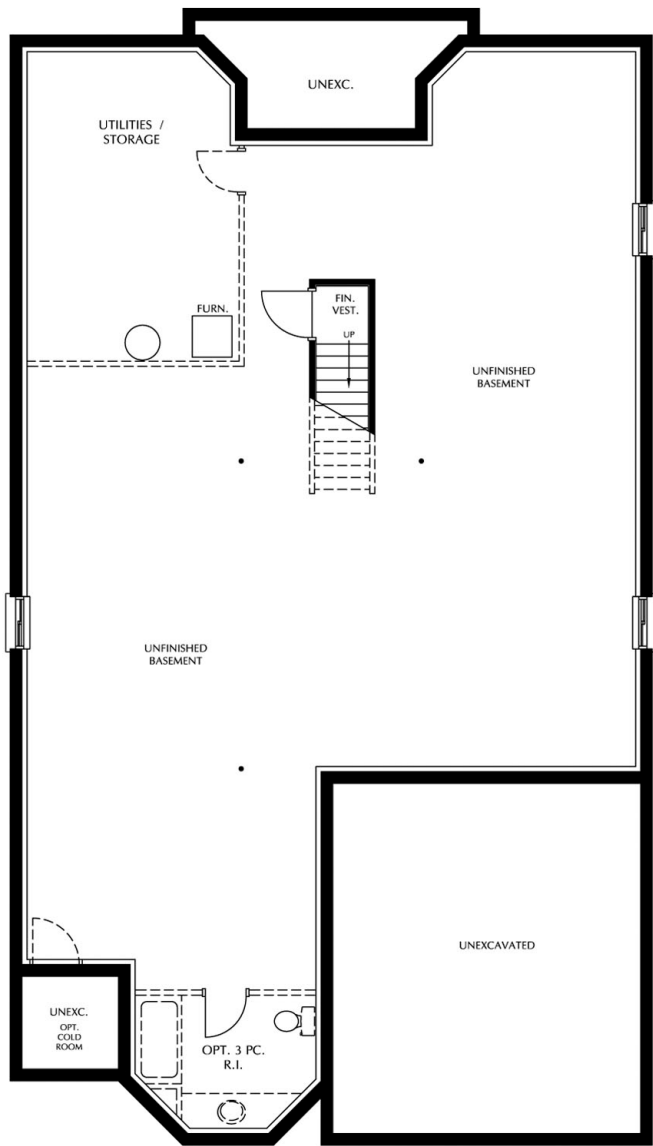 UNEXC.
UTILITIES /
STORAGE
FURN.
FIN.
VEST.
UP
UNFINISHED
BASEMENT
UNFINISHED
BASEMENT
UNEXCAVATED
UNEXC.
OPT.
COLD
ROOM
OPT. 3 PC.
R.I.